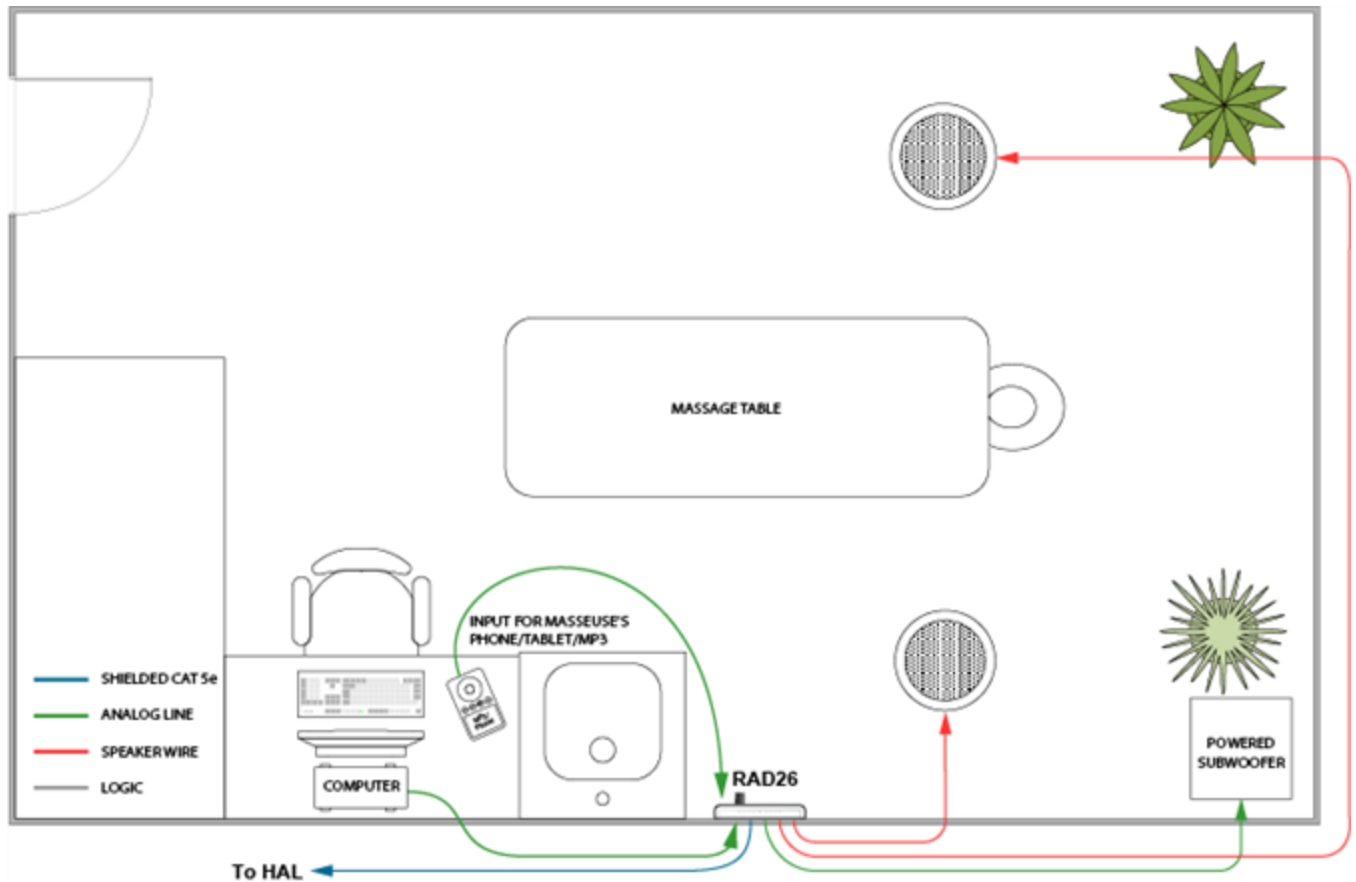 MASSAGE TABLE
INPUT FOR MASSEUSE'S
PHONE/TABLET/MP3
SHIELDED CAT 5e
ANALOG LINE
SPEAKER WIRE
LOGIC
COMPUTER
RAD26
POWERED
SUBWOOFER
To HAL